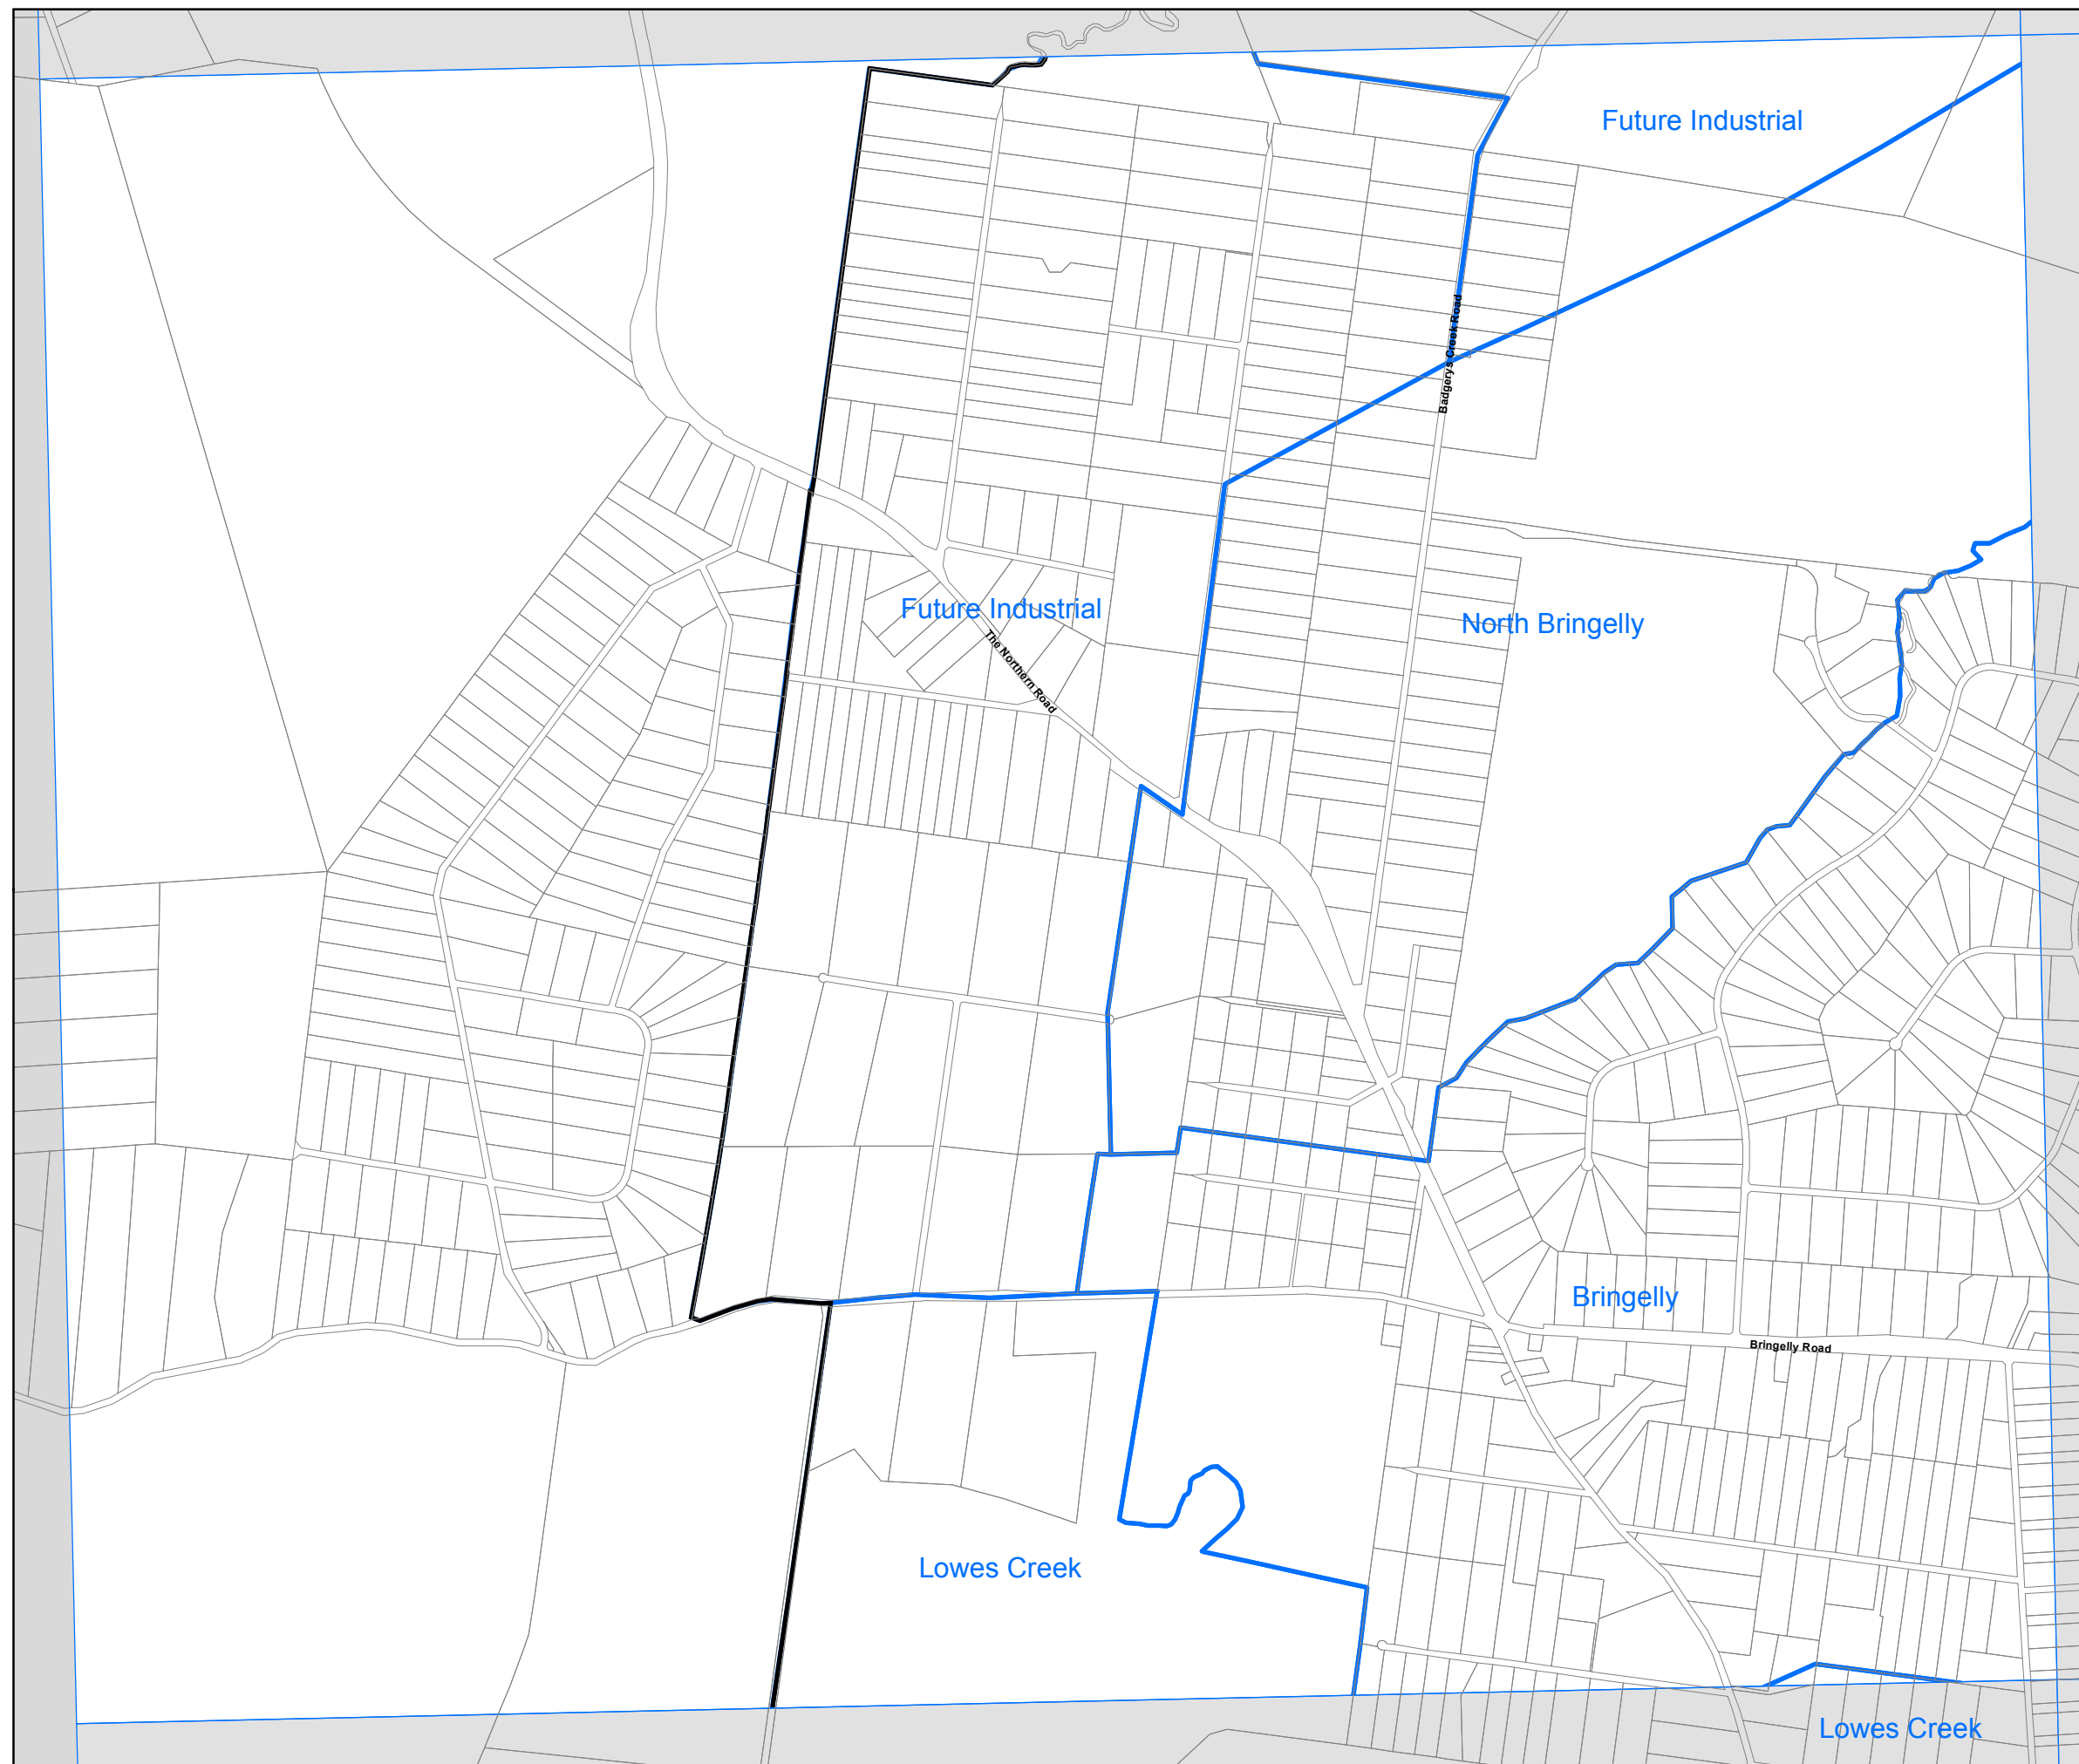 Future Industrial
Badgerys Creek Road
Future Industrial
North Bringelly
The Northern Road
Bringelly
Bringelly Road
Lowes Creek
Lowes Creek